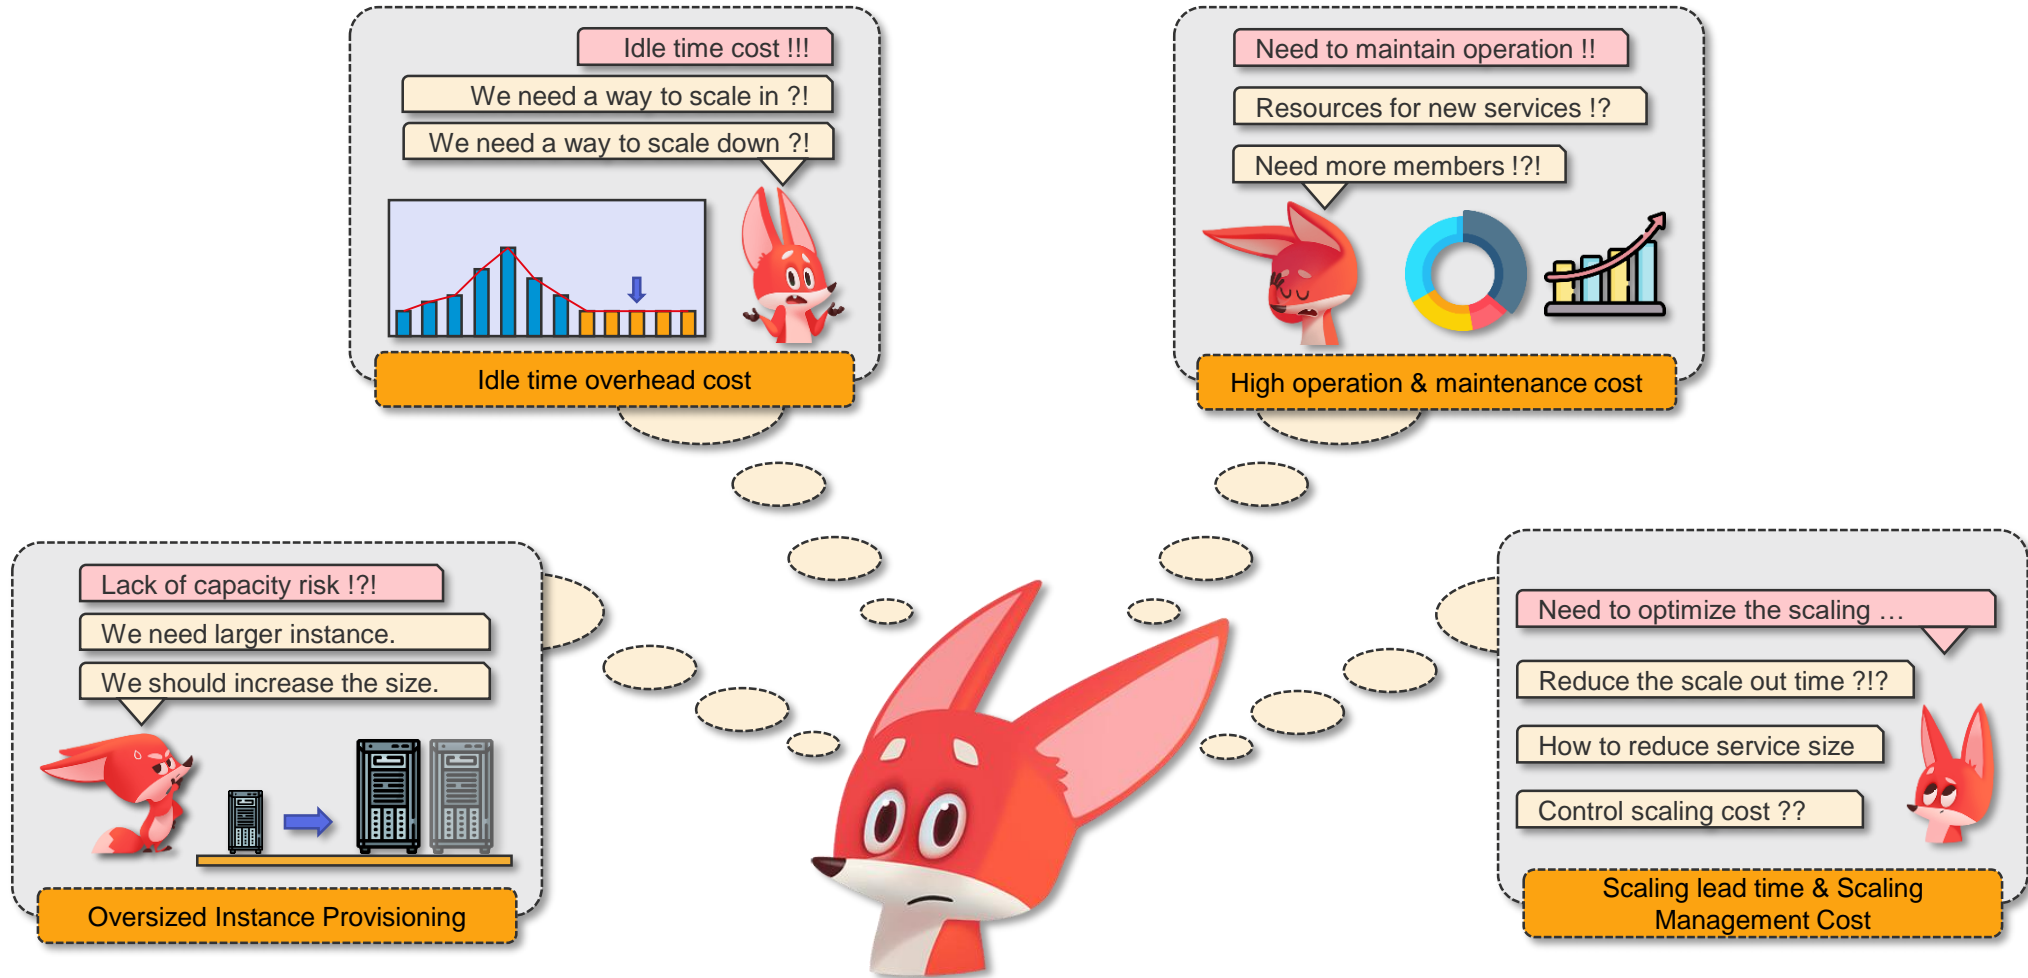 Idle time cost !!!
We need a way to scale in ?!
We need a way to scale down ?!
Idle time overhead cost
Need to maintain operation !!
Resources for new services !?
Need more members !?!
High operation & maintenance cost
Lack of capacity risk !?!
We need larger instance.
We should increase the size.
Oversized Instance Provisioning
Need to optimize the scaling …
Reduce the scale out time ?!?
How to reduce service size
Control scaling cost ??
Scaling lead time & Scaling
Management Cost